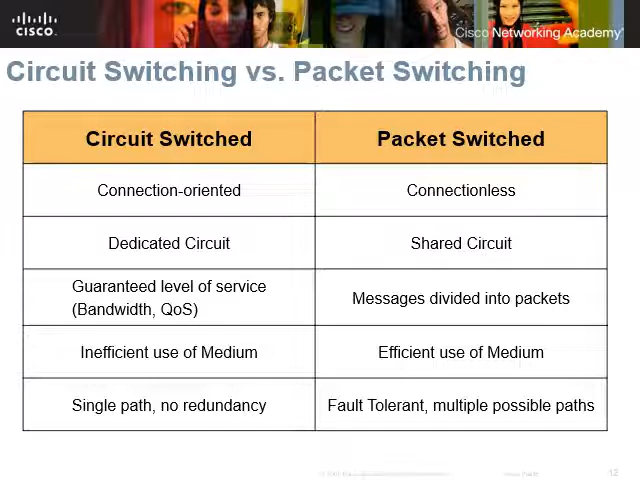 CISCO
Cisco Networking Academy
Circuit Switching vs. Packet Switching
Circuit Switched
Packet Switched
Connection-oriented
Connectionless
Dedicated Circuit
Shared Circuit
Guaranteed level of service
(Bandwidth, QoS)
Messages divided into packets
Inefficient use of Medium
Efficient use of Medium
Single path, no redundancy
Fault Tolerant, multiple possible paths
12